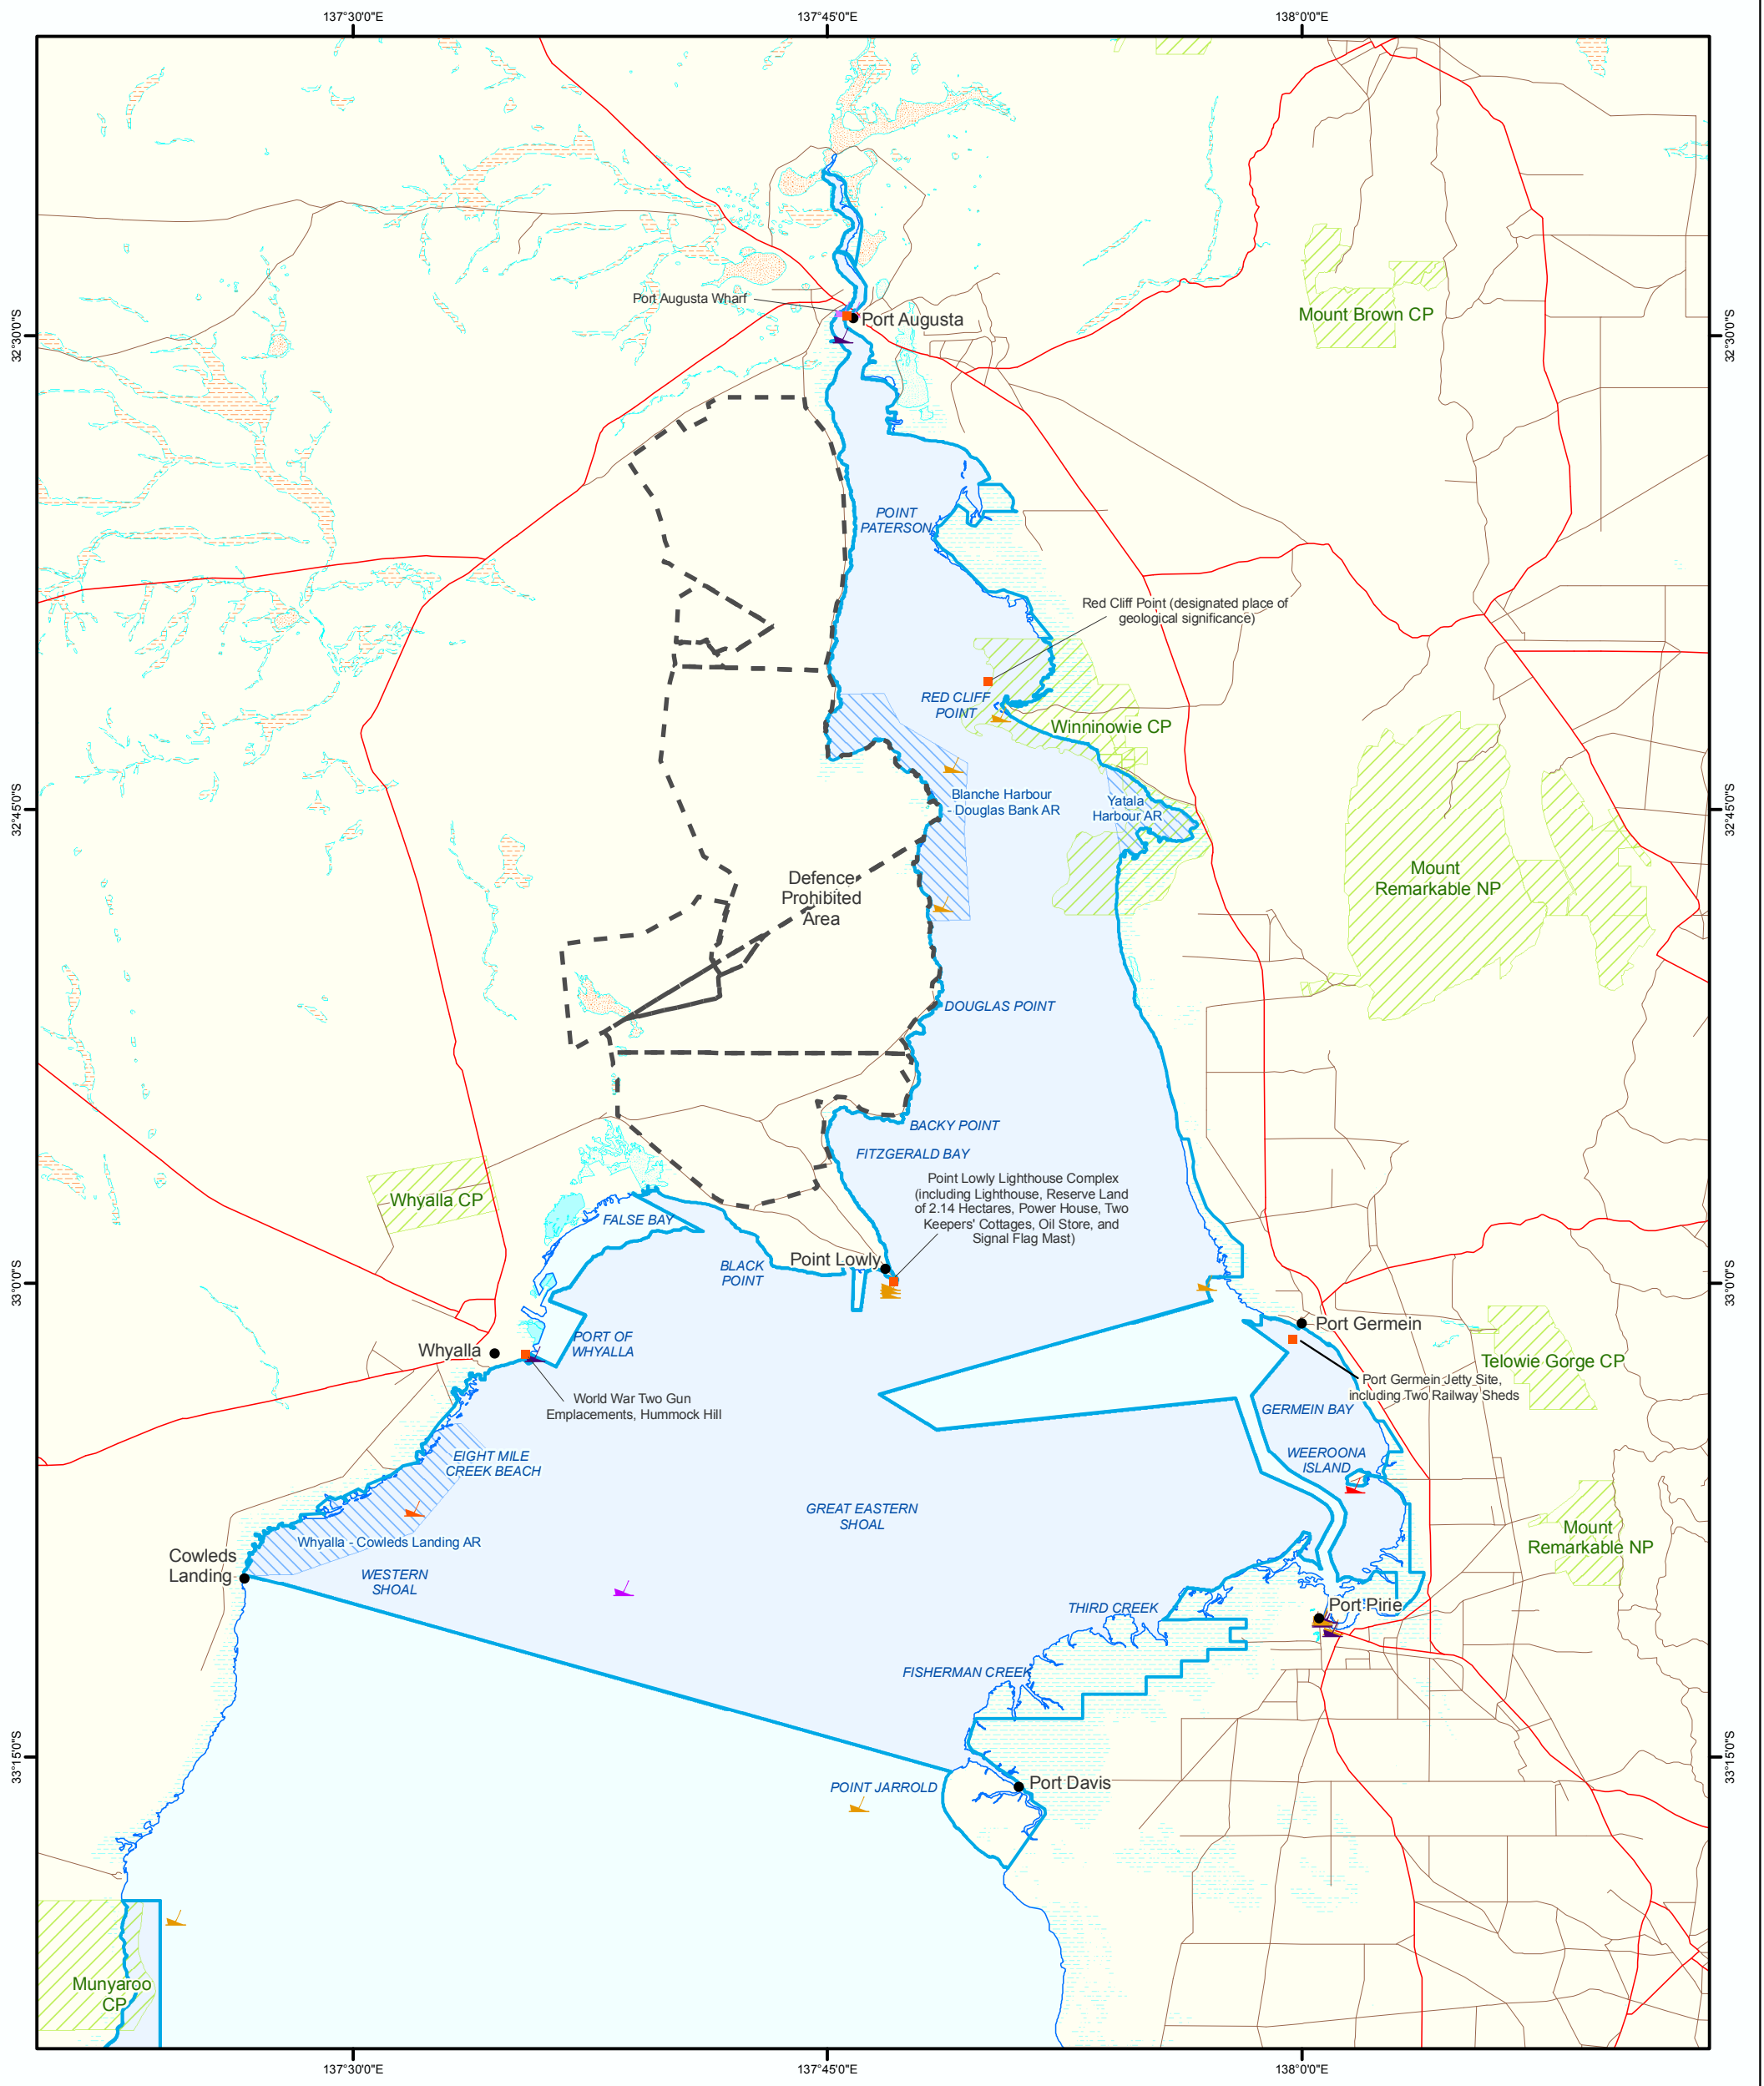 137°30'0"E
137°45'0"E
138°0'0"E
Port Augusta Wharf
Port Augusta
Mount Brown CP
32°30'0"S
32°30'0"S
POINT
PATERSON
Red Cliff Point (designated place of
geological significance)
RED CLIFF
POINT
Winninowie CP
Blanche Harbour
- Douglas Bank AR
Yatala
Harbour AR
32°45'0"S
32°45'0"S
Mount
Remarkable NP
Defence
Prohibited
Area
DOUGLAS POINT
BACKY POINT
FITZGERALD BAY
Point Lowly Lighthouse Complex
(including Lighthouse, Reserve Land
of 2.14 Hectares, Power House, Two
Keepers' Cottages, Oil Store, and
Signal Flag Mast)
Whyalla CP
FALSE BAY
BLACK
POINT
Point Lowly
33°0'0"S
33°0'0"S
Port Germein
PORT OF
WHYALLA
Whyalla
Telowie Gorge CP
Port Germein Jetty Site,
including Two Railway Sheds
World War Two Gun
Emplacements, Hummock Hill
GERMEIN BAY
EIGHT MILE
CREEK BEACH
WEEROONA
ISLAND
GREAT EASTERN
SHOAL
Whyalla - Cowleds Landing AR
Mount
Remarkable NP
Cowleds
Landing
WESTERN
SHOAL
THIRD CREEK
Port Pirie
FISHERMAN CREEK
33°15'0"S
33°15'0"S
POINT JARROLD
Port Davis
Munyaroo
CP
137°30'0"E
137°45'0"E
138°0'0"E